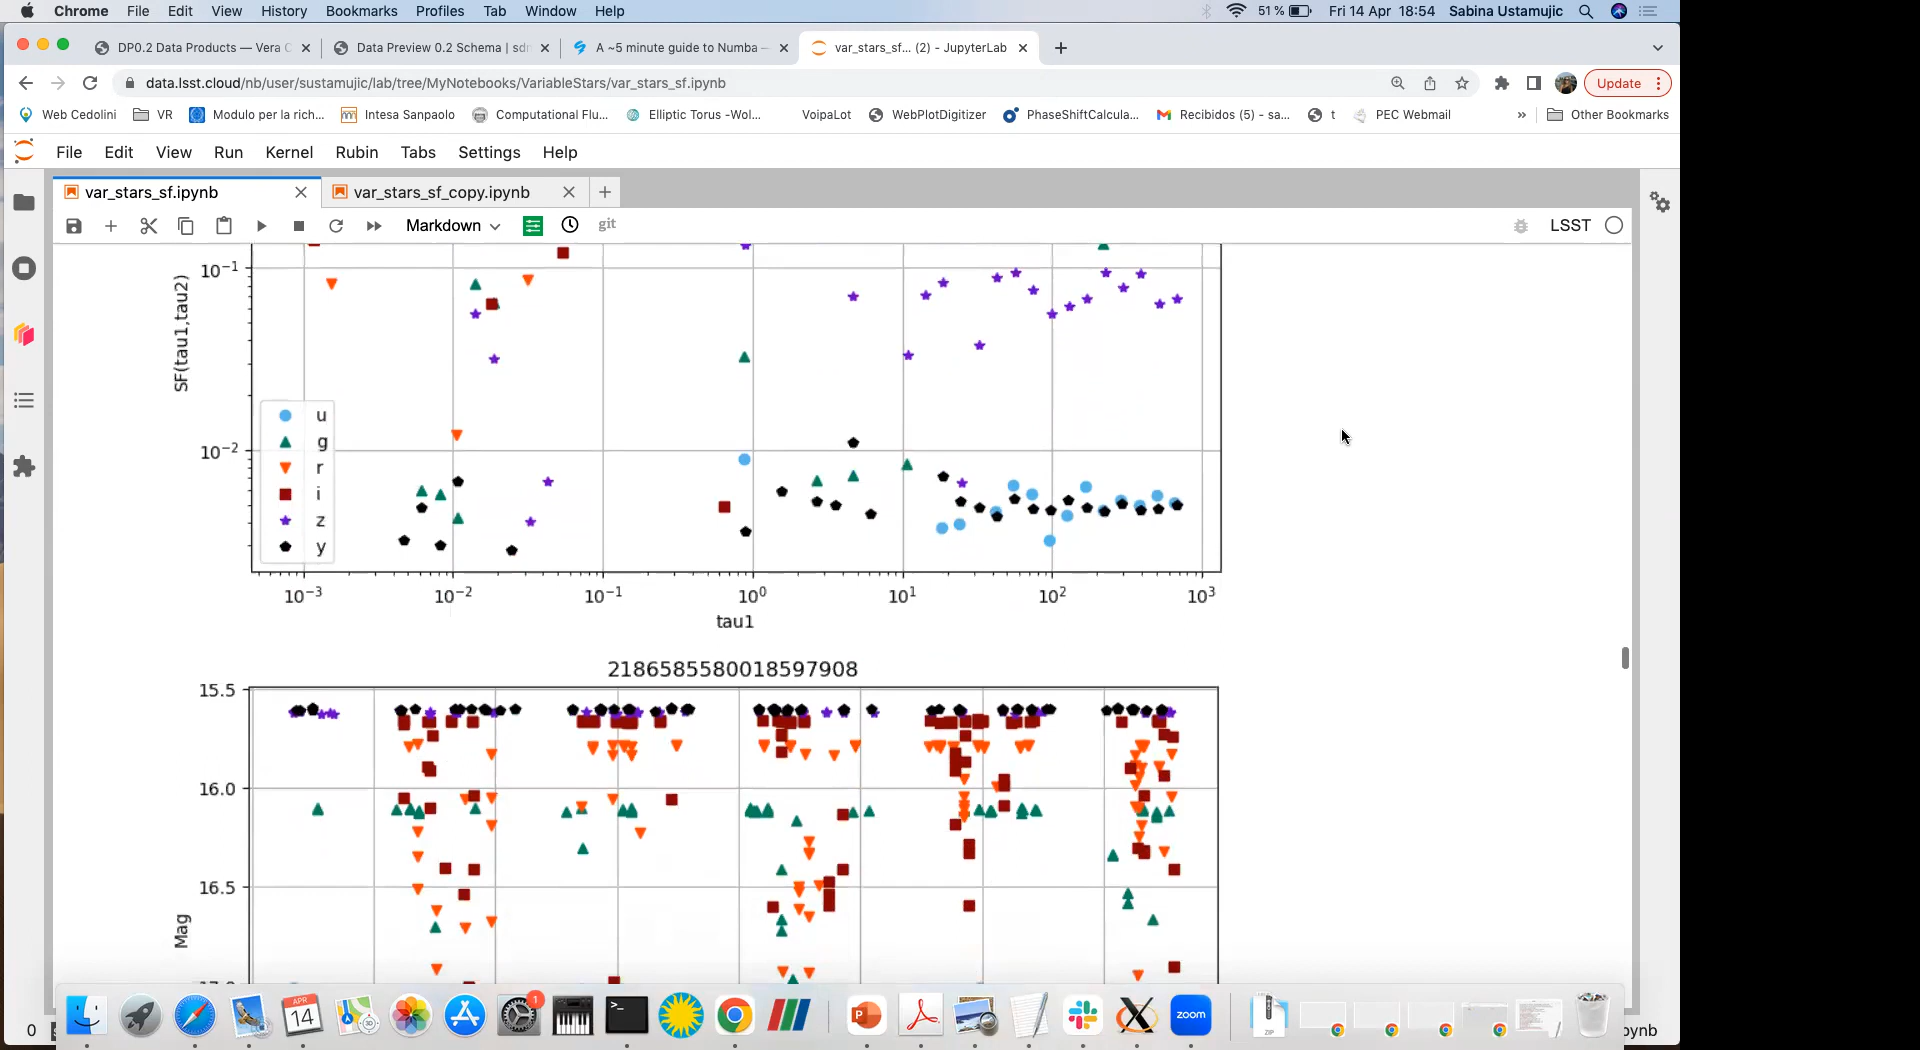 Chrome File Edit View History Bookmarks Profiles Tab Window Help 51 % Fri 14 Apr 18:54 Sabina Ustamujic
DP0.2 Data Products — Vera C Data Preview 0.2 Schema | sdr A ~5 minute guide to Numba — var_stars_sf... (2) - JupyterLab
data.lsst.cloud/nb/user/sustamujic/lab/tree/MyNotebooks/VariableStars/var_stars_sf.ipynb Update
Web Cedolini VR Modulo per la rich... Intesa Sanpaolo Computational Flu... Elliptic Torus -Wol... VoipaLot WebPlotDigitizer PhaseShiftCalcula... Recibidos (5) - sa... t PEC Webmail » Other Bookmarks
File Edit View Run Kernel Rubin Tabs Settings Help
var_stars_sf.ipynb var_stars_sf_copy.ipynb
Markdown git LSST
10⁻¹
SF(tau1,tau2)
10⁻²
u
g
r
i
z
y
10⁻³ 10⁻² 10⁻¹ 10⁰ 10¹ 10² 10³
tau1
2186585580018597908
15.5
16.0
16.5
Mag
APR
14
1
3D
P
zoom
ZIP
0
ynb